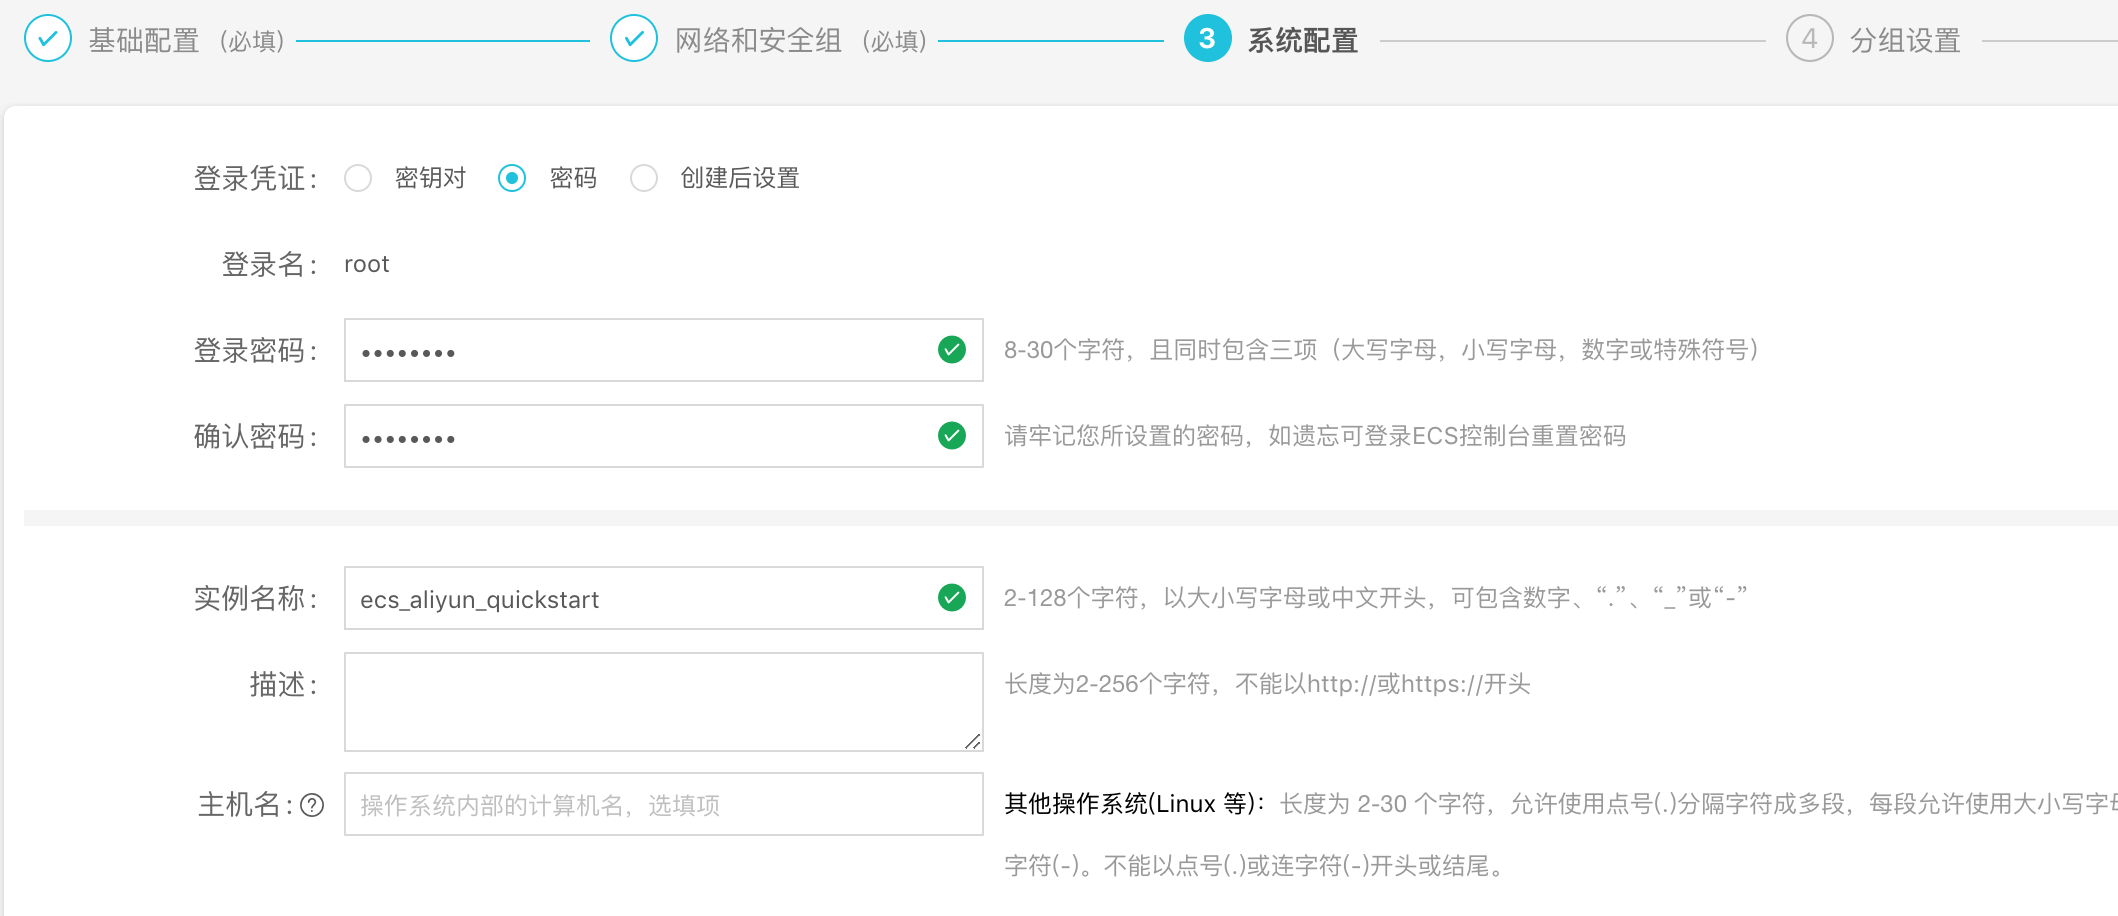 基础配置 (必填) 网络和安全组 (必填) 3 系统配置 4 分组设置
登录凭证: 密钥对 密码 创建后设置
登录名: root
登录密码: •••••••• 8-30个字符，且同时包含三项（大写字母，小写字母，数字或特殊符号）
确认密码: •••••••• 请牢记您所设置的密码，如遗忘可登录ECS控制台重置密码
实例名称: ecs_aliyun_quickstart 2-128个字符，以大小写字母或中文开头，可包含数字、“.”、“_”或“-”
描述: 长度为2-256个字符，不能以http://或https://开头
主机名:? 操作系统内部的计算机名，选填项 其他操作系统(Linux 等)：长度为 2-30 个字符，允许使用点号(.)分隔字符成多段，每段允许使用大小写字
字符(-)。不能以点号(.)或连字符(-)开头或结尾。